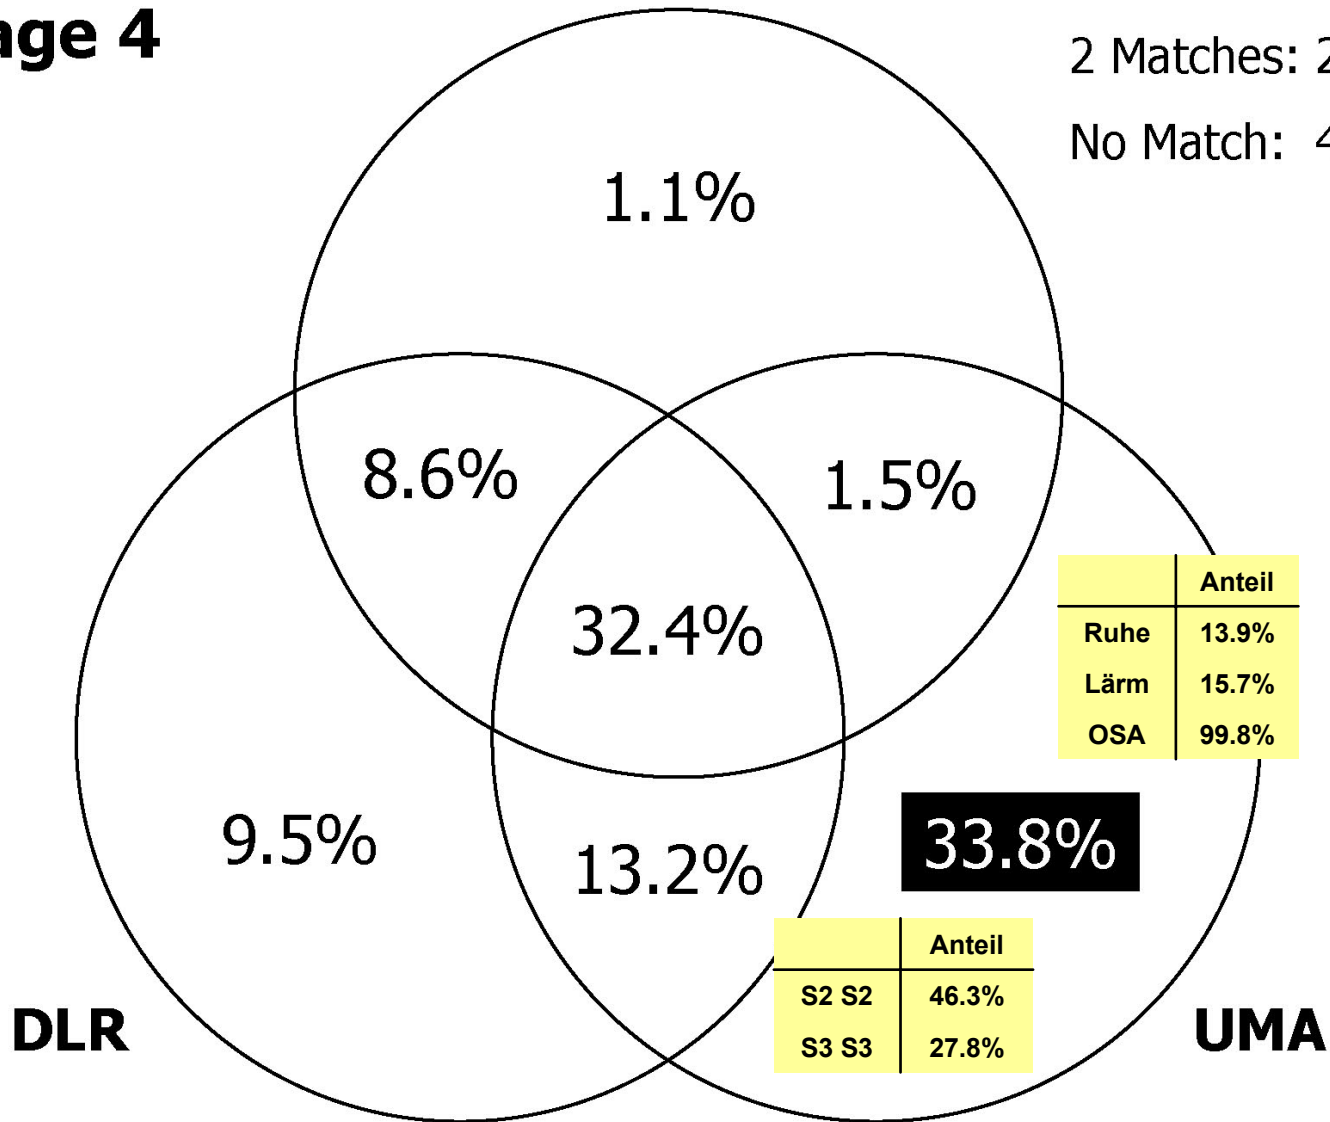 age 4
2 Matches: 2
No Match: 4
1.1%
8.6%
1.5%
32.4%
Anteil
Ruhe 13.9%
Lärm 15.7%
OSA 99.8%
9.5%
13.2%
33.8%
Anteil
S2 S2 46.3%
S3 S3 27.8%
DLR
UMA